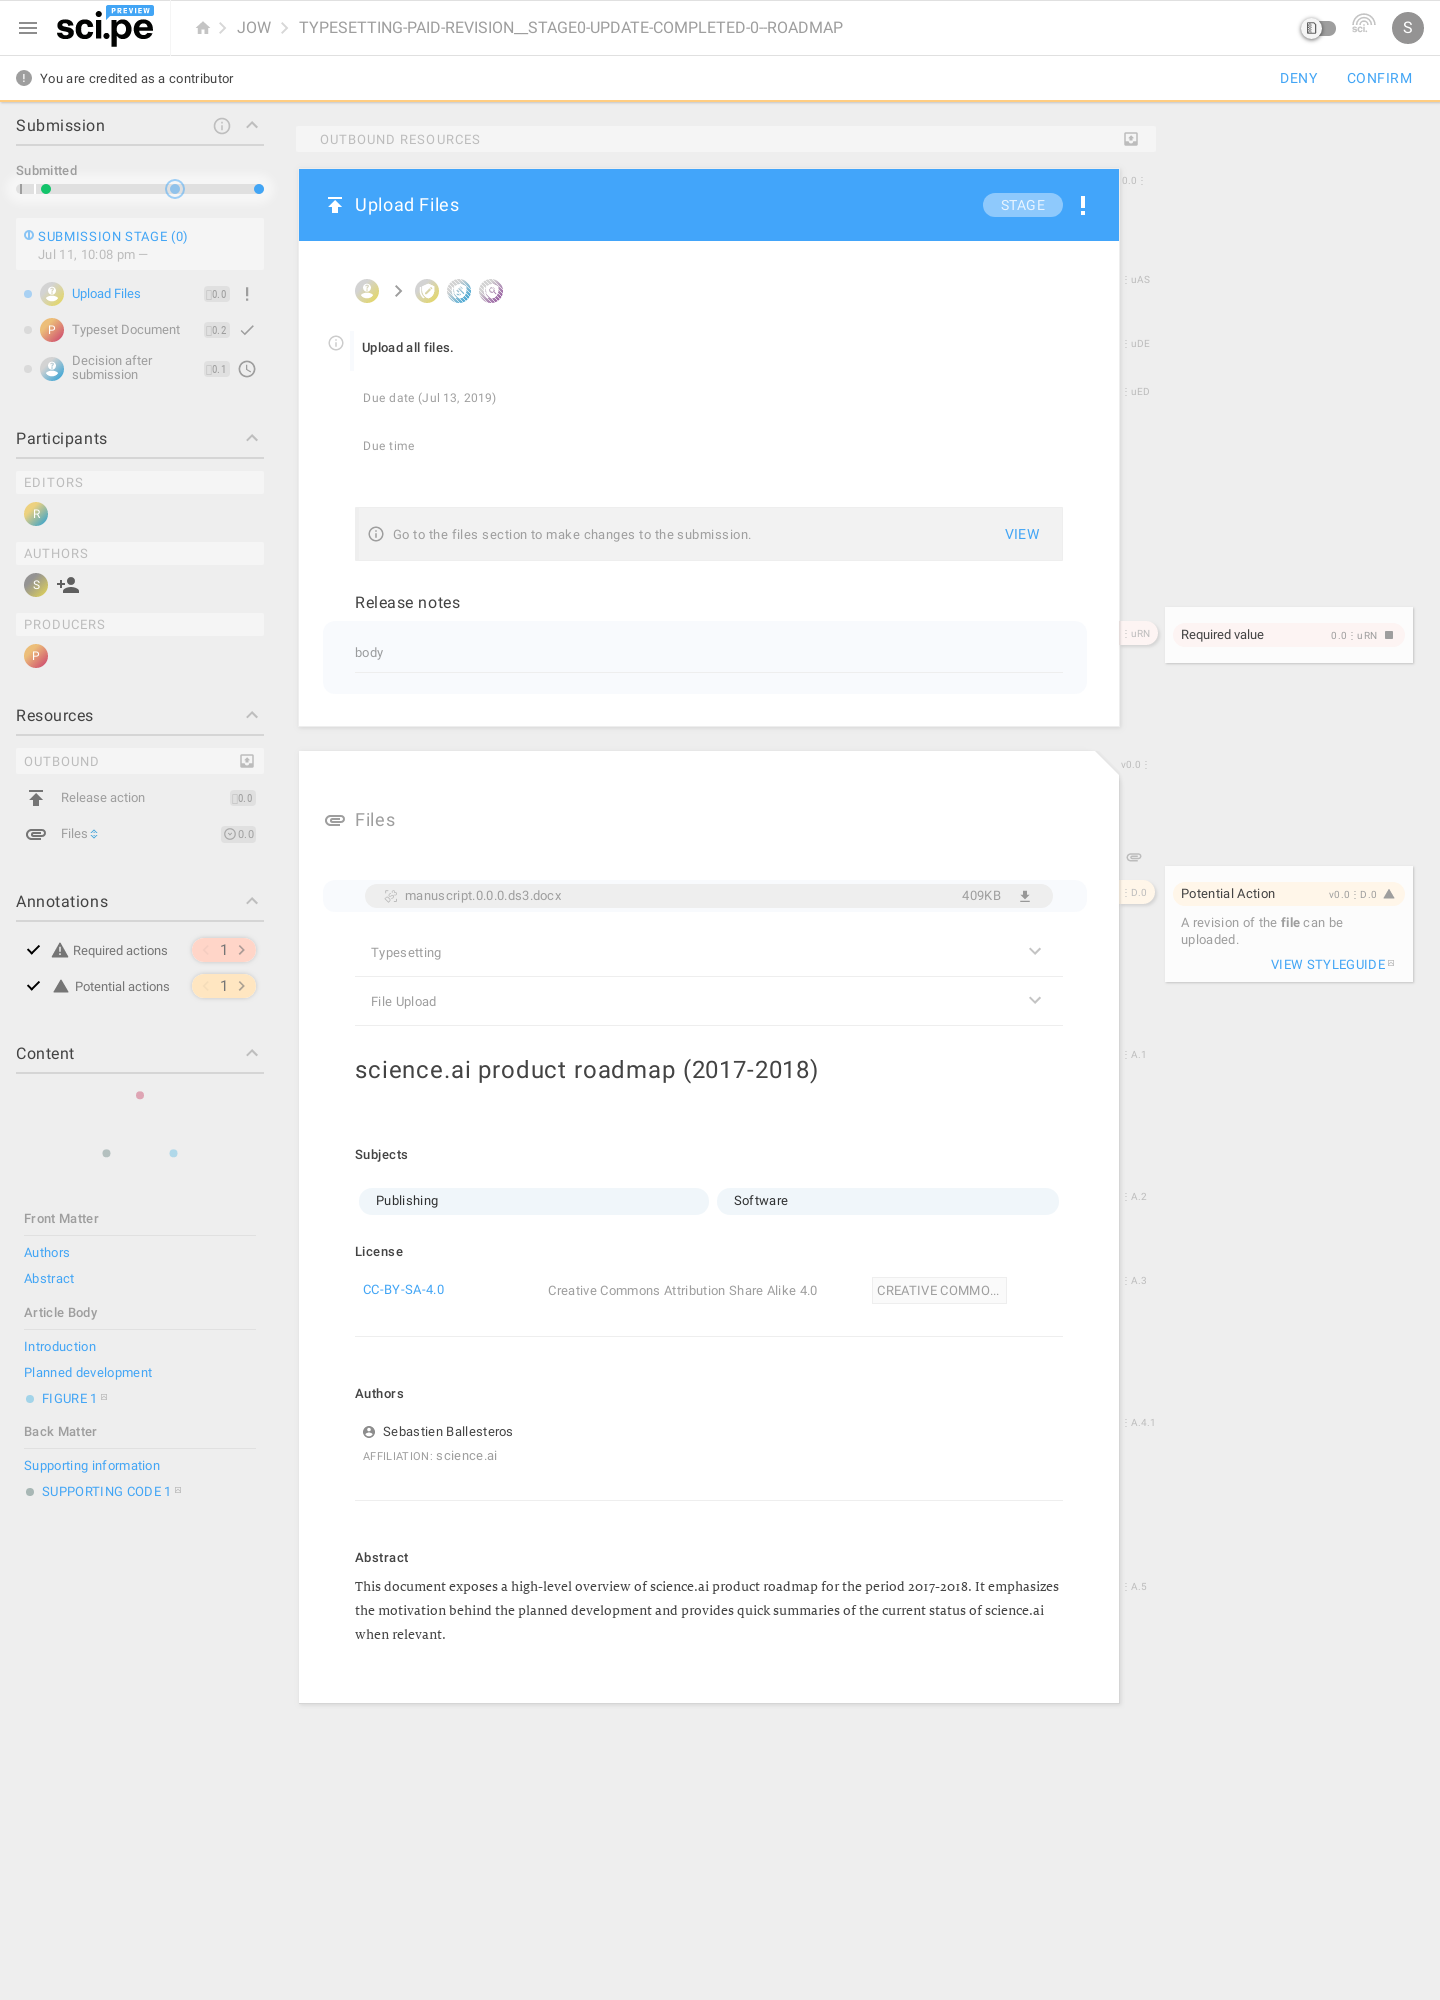 PREVIEW
sci.pe
JOW
TYPESETTING-PAID-REVISION__STAGE0-UPDATE-COMPLETED-0--ROADMAP
sci.
S
You are credited as a contributor
DENY
CONFIRM
Submission
Submitted
SUBMISSION STAGE (0)
Jul 11, 10:08 pm —
Upload Files
0.0
P
Typeset Document
0.2
Decision after
submission
0.1
Participants
EDITORS
R
AUTHORS
S
PRODUCERS
P
Resources
OUTBOUND
Release action
0.0
Files
0.0
Annotations
Required actions
1
Potential actions
1
Content
Front Matter
Authors
Abstract
Article Body
Introduction
Planned development
FIGURE 1
Back Matter
Supporting information
SUPPORTING CODE 1
OUTBOUND RESOURCES
Upload Files
STAGE
0.0⋮
⋮uAS
Upload all files.
⋮uDE
Due date (Jul 13, 2019)
⋮uED
Due time
Go to the files section to make changes to the submission.
VIEW
Release notes
body
⋮uRN
Required value
0.0⋮uRN
v0.0⋮
Files
manuscript.0.0.0.ds3.docx
409KB
⋮D.0
Potential Action
v0.0⋮D.0
A revision of the file can be
uploaded.
VIEW STYLEGUIDE
Typesetting
File Upload
science.ai product roadmap (2017-2018)
⋮A.1
Subjects
Publishing
Software
⋮A.2
License
CC-BY-SA-4.0
Creative Commons Attribution Share Alike 4.0
CREATIVE COMMO...
⋮A.3
Authors
Sebastien Ballesteros
AFFILIATION: science.ai
⋮A.4.1
Abstract
This document exposes a high-level overview of science.ai product roadmap for the period 2017-2018. It emphasizes
the motivation behind the planned development and provides quick summaries of the current status of science.ai
when relevant.
⋮A.5